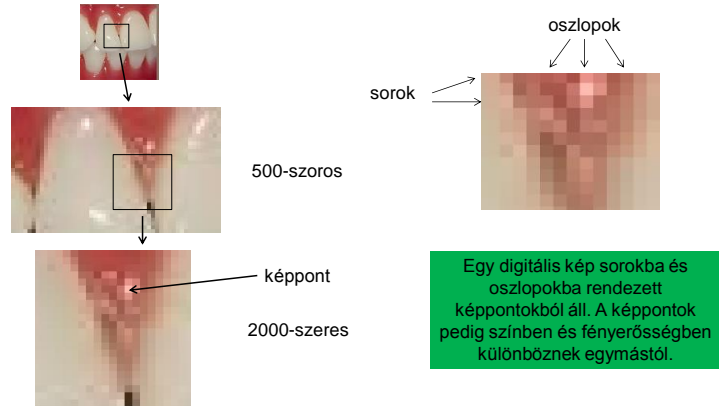 oszlopok
sorok
500-szoros
képpont
2000-szeres
Egy digitális kép sorokba és
oszlopokba rendezett
képpontokból áll. A képpontok
pedig színben és fényerősségben
különböznek egymástól.